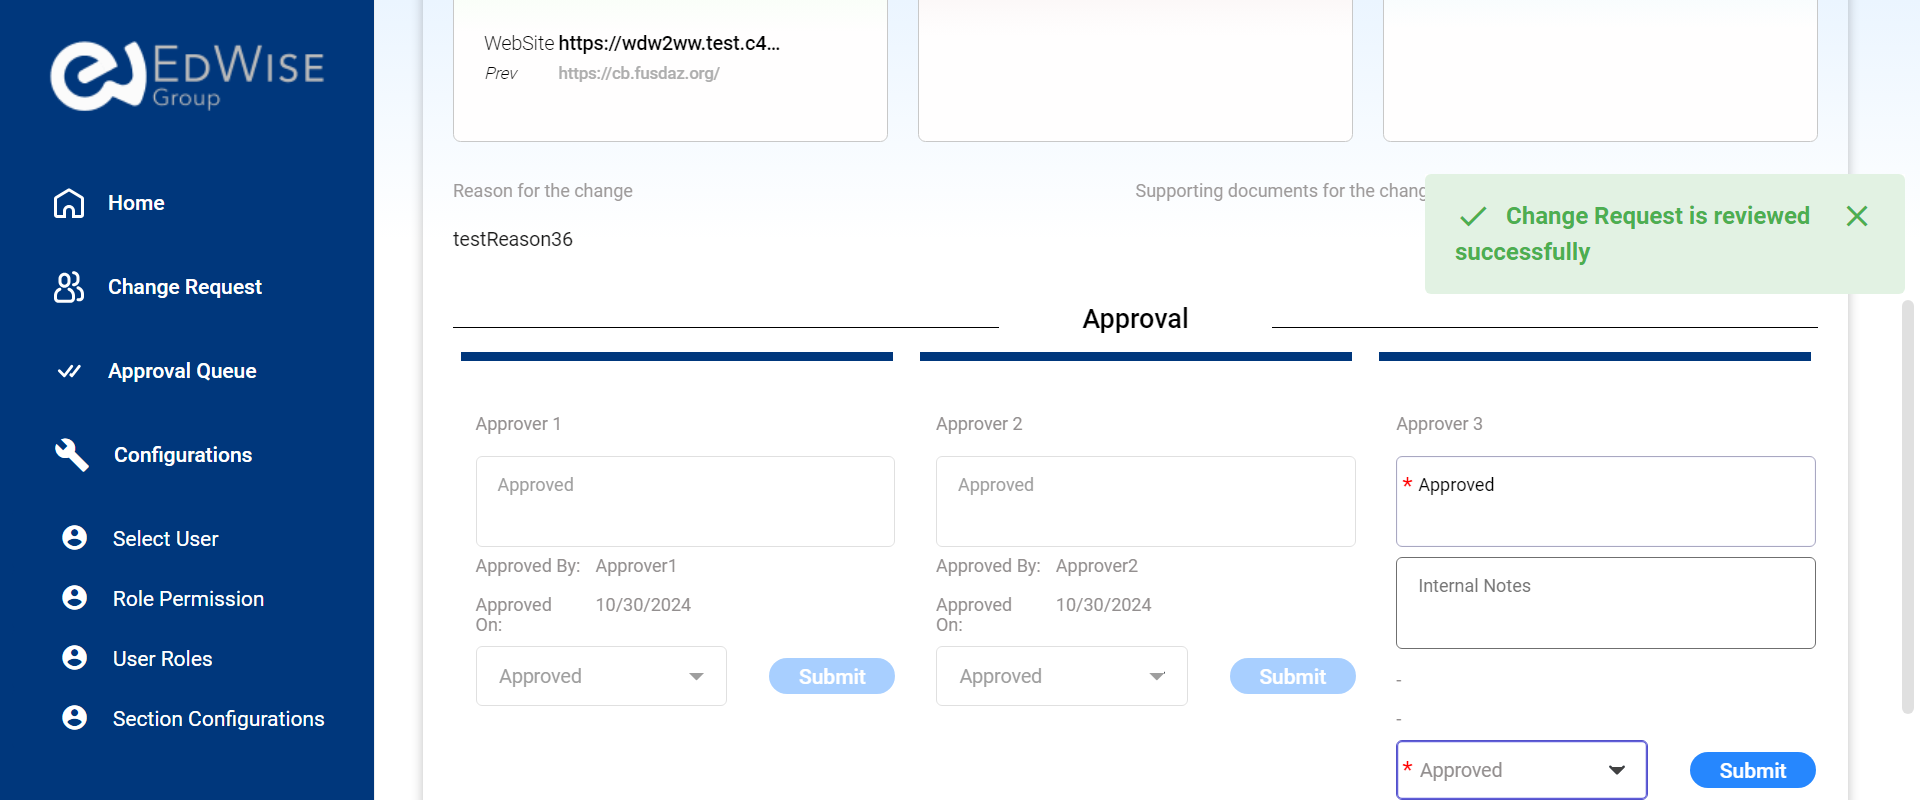 EDWISE
Group
Home
Change Request
Approval Queue
Configurations
Select User
Role Permission
User Roles
Section Configurations
WebSite https://wdw2ww.test.c4...
Prev https://cb.fusdaz.org/
Reason for the change
Supporting documents for the chang
testReason36
Change Request is reviewed
successfully
Approval
Approver 1
Approved
Approved By: Approver1
Approved
On: 10/30/2024
Approved
Submit
Approver 2
Approved
Approved By: Approver2
Approved
On: 10/30/2024
Approved
Submit
Approver 3
* Approved
Internal Notes
-
-
* Approved
Submit